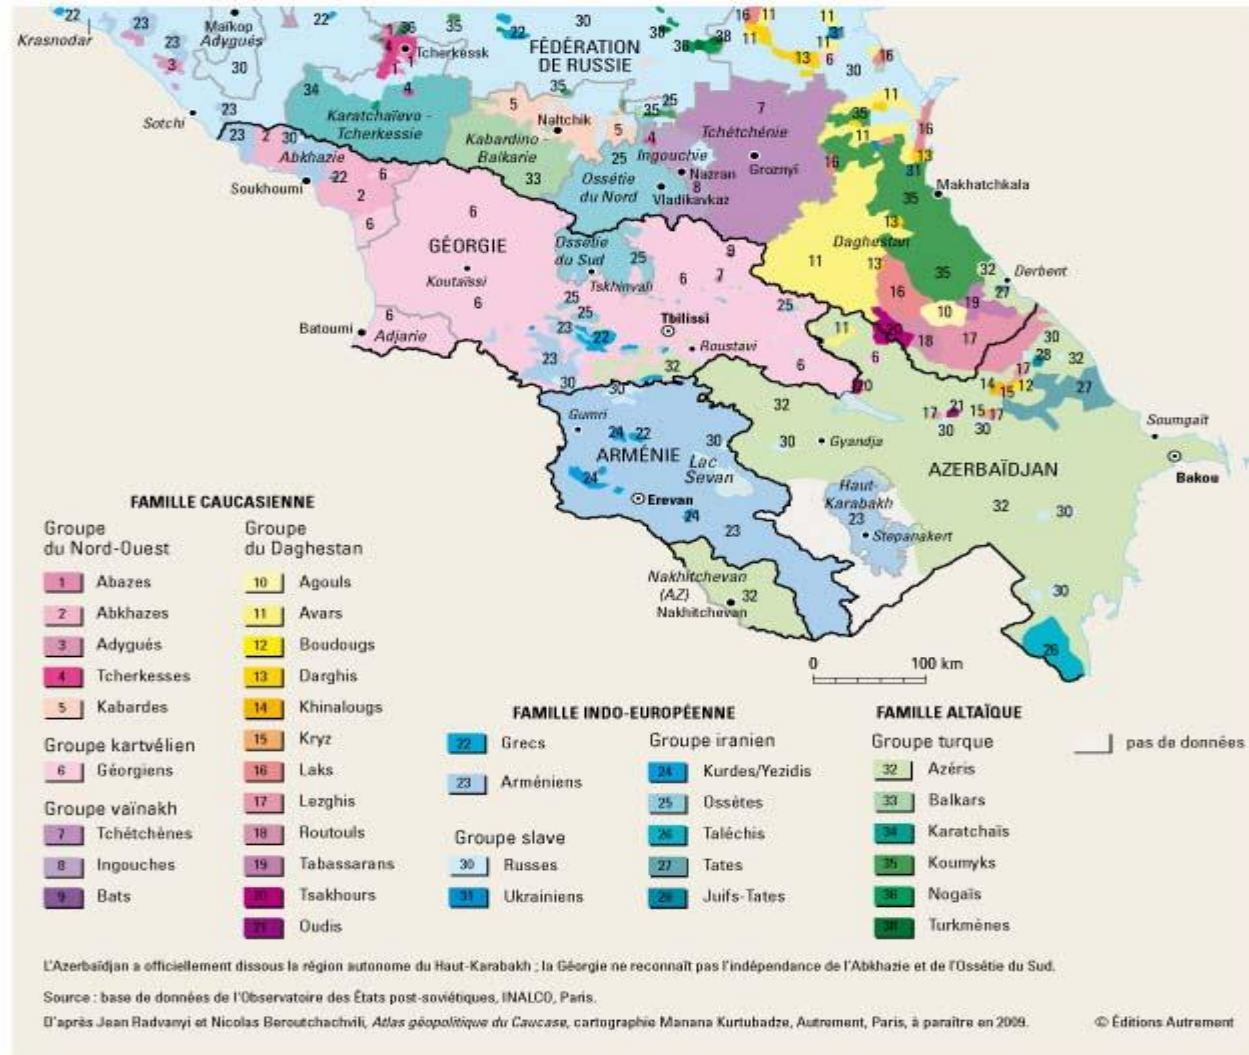 Krasnodar
Maïkop
Adygués
Tcherkessk
FÉDÉRATION
DE RUSSIE
Sotchi
Karatchaïevo -
Tcherkessie
Naltchik
Kabardino -
Balkarie
Tchétchénie
Ingouchie
Nazran
Groznyï
Abkhazie
Soukhoumi
Ossétie
du Nord
Vladikavkaz
Makhatchkala
GÉORGIE
Koutaïssi
Ossétie
du Sud
Tskhinvali
Daghestan
Derbent
Batoumi
Adjarie
Tbilissi
Roustavi
Gumri
ARMÉNIE
Lac
Sevan
Erevan
Gyandja
AZERBAÏDJAN
Soumgaït
Bakou
Haut-
Karabakh
23
Stepanakert
Nakhitchevan
(AZ)
32
Nakhitchevan
0 100 km
FAMILLE CAUCASIENNE
Groupe
du Nord-Ouest
1 Abazes
2 Abkhazes
3 Adygués
4 Tcherkesses
5 Kabardes
Groupe kartvélien
6 Géorgiens
Groupe vaïnakh
7 Tchétchènes
8 Ingouches
9 Bats
Groupe
du Daghestan
10 Agouls
11 Avars
12 Boudougs
13 Darghis
14 Khinalougs
15 Kryz
16 Laks
17 Lezghis
18 Routouls
19 Tabassarans
20 Tsakhours
21 Oudis
FAMILLE INDO-EUROPÉENNE
22 Grecs
23 Arméniens
Groupe slave
30 Russes
31 Ukrainiens
Groupe iranien
24 Kurdes/Yezidis
25 Ossètes
26 Taléchis
27 Tates
28 Juifs-Tates
FAMILLE ALTAÏQUE
Groupe turque
32 Azéris
33 Balkars
34 Karatchaïs
35 Koumyks
36 Nogaïs
38 Turkmènes
pas de données
L'Azerbaïdjan a officiellement dissous la région autonome du Haut-Karabakh ; la Géorgie ne reconnaît pas l'indépendance de l'Abkhazie et de l'Ossétie du Sud.
Source : base de données de l'Observatoire des États post-soviétiques, INALCO, Paris.
D'après Jean Radvanyi et Nicolas Beroutchachvili, Atlas géopolitique du Caucase, cartographie Manana Kurtubadze, Autrement, Paris, à paraître en 2009.
© Éditions Autrement